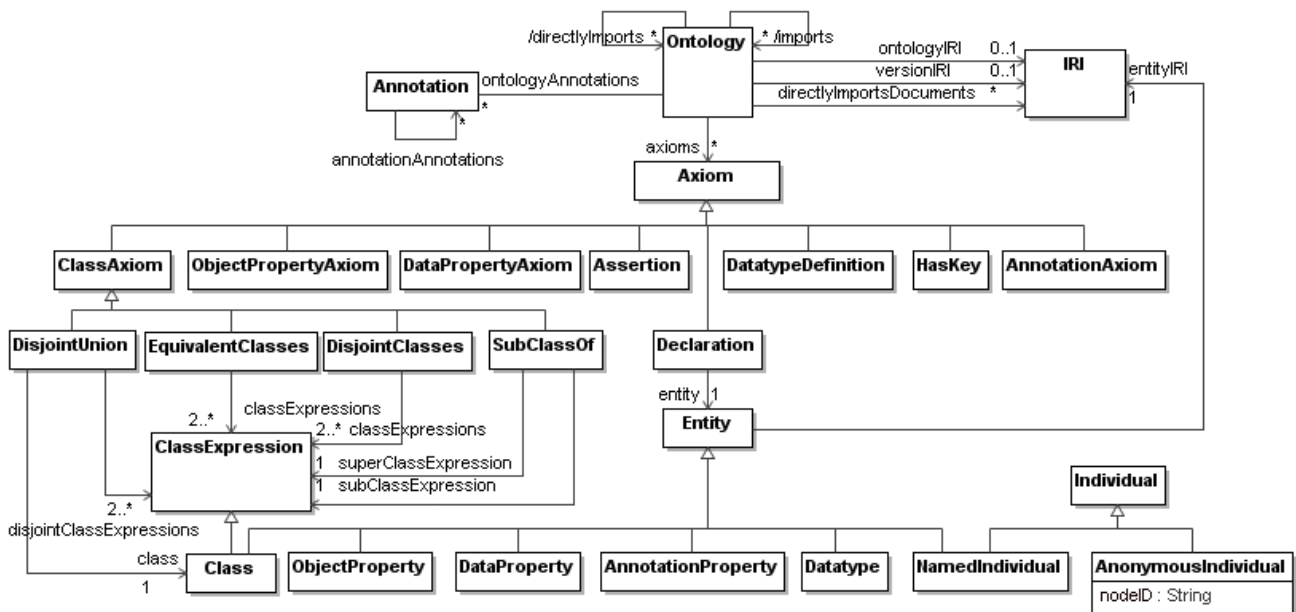 /directlyImports * Ontology * /imports
ontologyIRI 0..1 IRI entityIRI
Annotation ontologyAnnotations versionIRI 0..1
* directlyImportsDocuments * 1
*
annotationAnnotations axioms *
Axiom
ClassAxiom ObjectPropertyAxiom DataPropertyAxiom Assertion DatatypeDefinition HasKey AnnotationAxiom
DisjointUnion EquivalentClasses DisjointClasses SubClassOf Declaration
entity 1
2..* classExpressions Entity
2..* classExpressions
ClassExpression
1 superClassExpression
1 subClassExpression Individual
2..*
disjointClassExpressions
class Class ObjectProperty DataProperty AnnotationProperty Datatype NamedIndividual AnonymousIndividual
1 nodeID : String